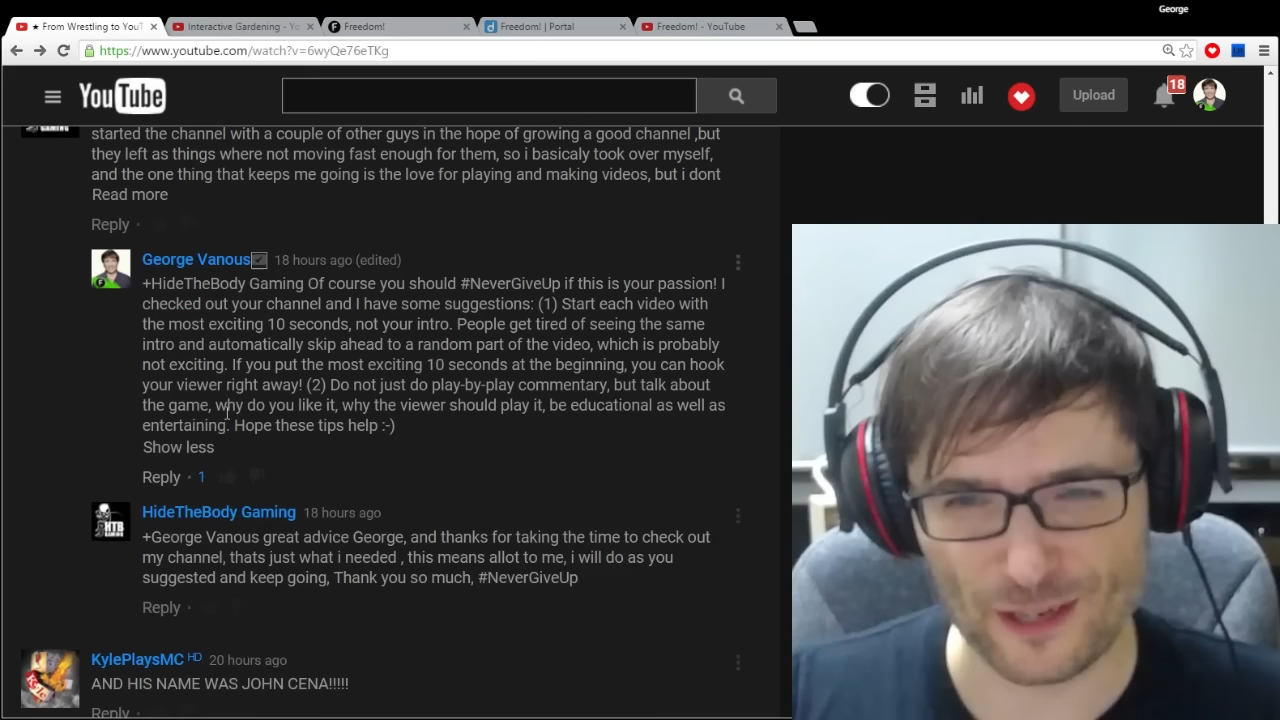 George
★ From Wrestling to YouT
Interactive Gardening - Yo
Freedom!
Freedom! | Portal
Freedom! - YouTube
https://www.youtube.com/watch?v=6wyQe76eTKg
YouTube
Upload
18
started the channel with a couple of other guys in the hope of growing a good channel ,but
they left as things where not moving fast enough for them, so i basicaly took over myself,
and the one thing that keeps me going is the love for playing and making videos, but i dont
Read more
Reply
George Vanous 18 hours ago (edited)
+HideTheBody Gaming Of course you should #NeverGiveUp if this is your passion! I
checked out your channel and I have some suggestions: (1) Start each video with
the most exciting 10 seconds, not your intro. People get tired of seeing the same
intro and automatically skip ahead to a random part of the video, which is probably
not exciting. If you put the most exciting 10 seconds at the beginning, you can hook
your viewer right away! (2) Do not just do play-by-play commentary, but talk about
the game, why do you like it, why the viewer should play it, be educational as well as
entertaining. Hope these tips help :-)
Show less
Reply · 1
HideTheBody Gaming 18 hours ago
HTB
GAMING
+George Vanous great advice George, and thanks for taking the time to check out
my channel, thats just what i needed , this means allot to me, i will do as you
suggested and keep going, Thank you so much, #NeverGiveUp
Reply
KylePlaysMC HD 20 hours ago
AND HIS NAME WAS JOHN CENA!!!!!
Reply